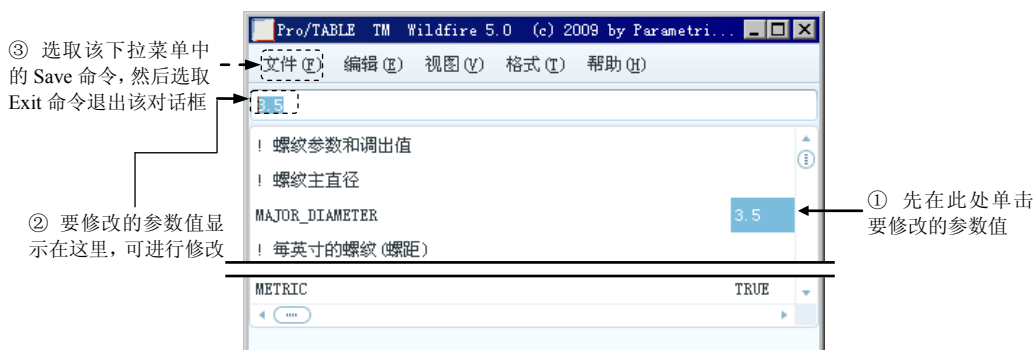 Pro/TABLE TM Wildfire 5.0 (c) 2009 by Parametri...
文件(F) 编辑(E) 视图(V) 格式(T) 帮助(H)
3.5
! 螺纹参数和调出值
! 螺纹主直径
MAJOR_DIAMETER 3.5
! 每英寸的螺纹(螺距)
METRIC TRUE
③ 选取该下拉菜单中
的 Save 命令，然后选取
Exit 命令退出该对话框
② 要修改的参数值显
示在这里，可进行修改
① 先在此处单击
要修改的参数值